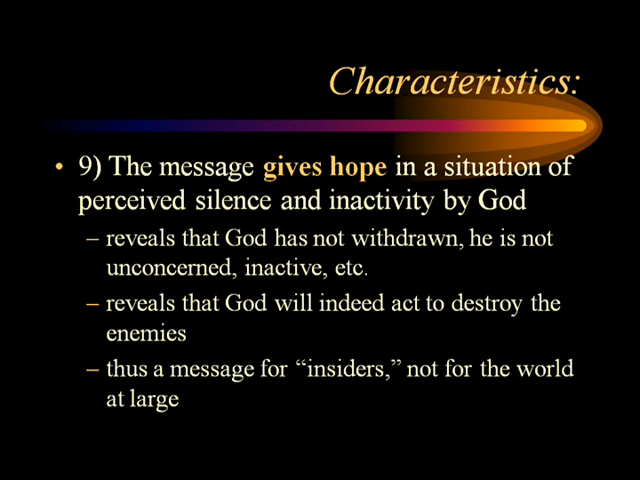 Characteristics:
• 9) The message gives hope in a situation of
perceived silence and inactivity by God
– reveals that God has not withdrawn, he is not
unconcerned, inactive, etc.
– reveals that God will indeed act to destroy the
enemies
– thus a message for “insiders,” not for the world
at large